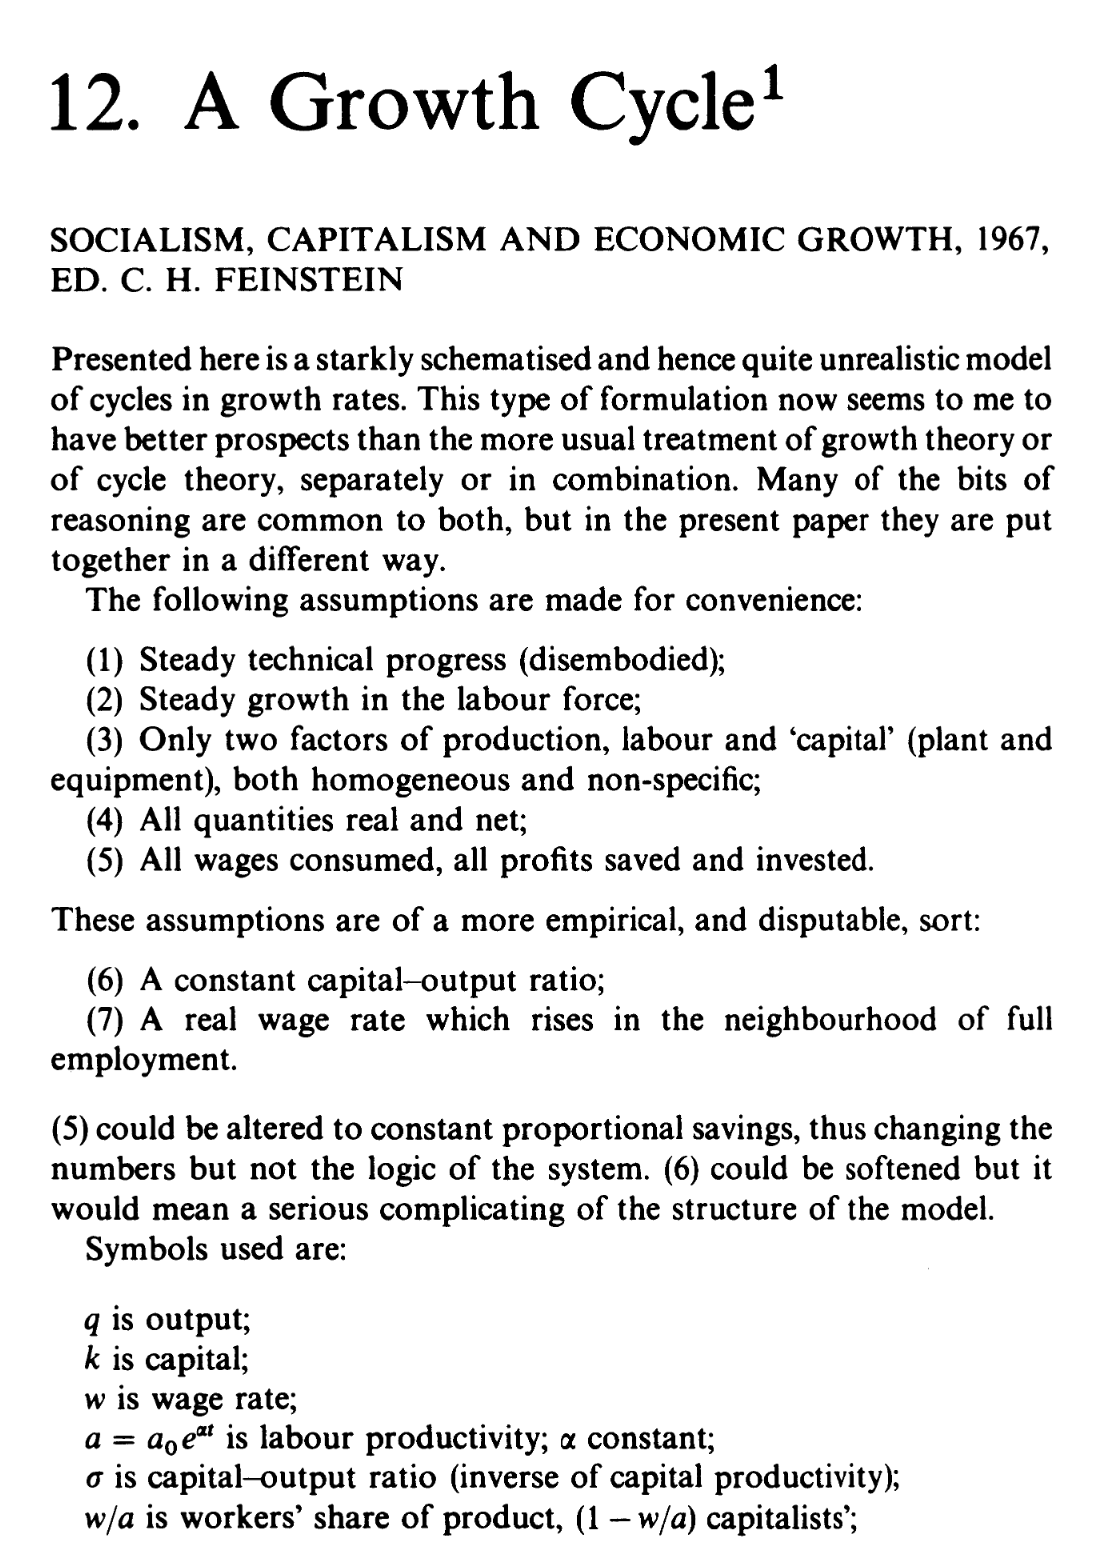 12. A Growth Cycle¹
SOCIALISM, CAPITALISM AND ECONOMIC GROWTH, 1967,
ED. C. H. FEINSTEIN
Presented here is a starkly schematised and hence quite unrealistic model
of cycles in growth rates. This type of formulation now seems to me to
have better prospects than the more usual treatment of growth theory or
of cycle theory, separately or in combination. Many of the bits of
reasoning are common to both, but in the present paper they are put
together in a different way.
The following assumptions are made for convenience:
(1) Steady technical progress (disembodied);
(2) Steady growth in the labour force;
(3) Only two factors of production, labour and ‘capital’ (plant and
equipment), both homogeneous and non-specific;
(4) All quantities real and net;
(5) All wages consumed, all profits saved and invested.
These assumptions are of a more empirical, and disputable, sort:
(6) A constant capital–output ratio;
(7) A real wage rate which rises in the neighbourhood of full
employment.
(5) could be altered to constant proportional savings, thus changing the
numbers but not the logic of the system. (6) could be softened but it
would mean a serious complicating of the structure of the model.
Symbols used are:
q is output;
k is capital;
w is wage rate;
a = a₀e^αt is labour productivity; α constant;
σ is capital–output ratio (inverse of capital productivity);
w/a is workers’ share of product, (1 – w/a) capitalists’;